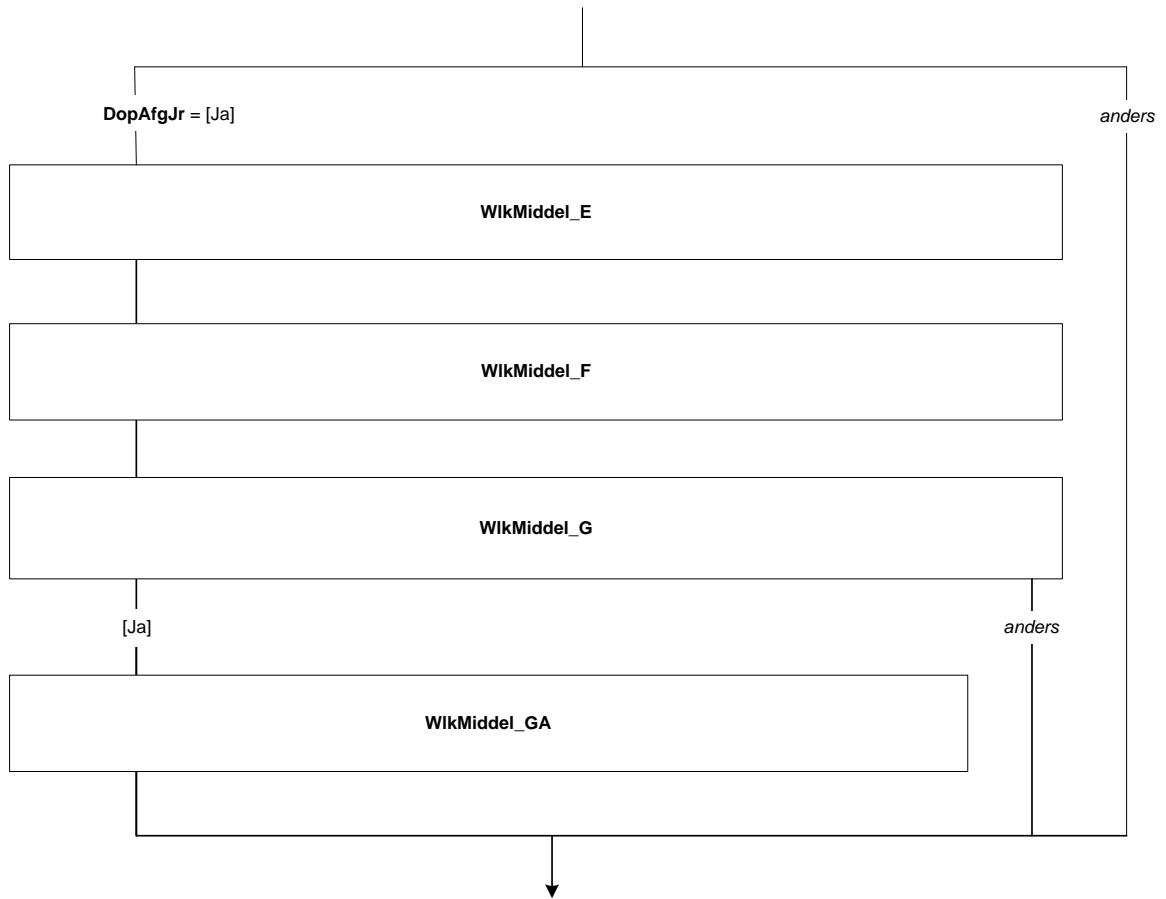 DopAfgJr = [Ja]
anders
WlkMiddel_E
WlkMiddel_F
WlkMiddel_G
[Ja]
anders
WlkMiddel_GA